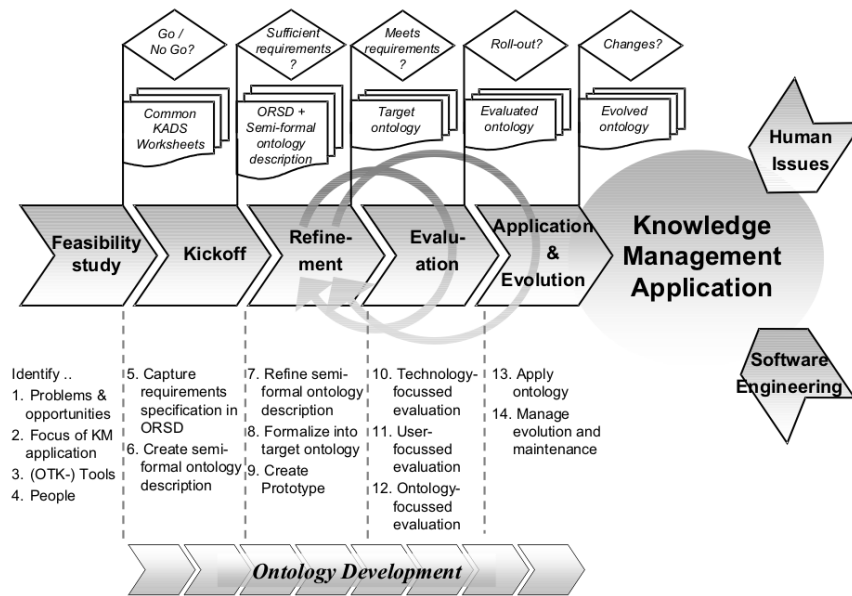 Go /
No Go?
Sufficient
requirements
?
Meets
requirements
?
Roll-out?
Changes?
Common
KADS
Worksheets
ORSD +
Semi-formal
ontology
description
Target
ontology
Evaluated
ontology
Evolved
ontology
Human
Issues
Feasibility
study
Kickoff
Refine-
ment
Evalu-
ation
Application
&
Evolution
Knowledge
Management
Application
Software
Engineering
Identify ..
1. Problems &
opportunities
2. Focus of KM
application
3. (OTK-) Tools
4. People
5. Capture
requirements
specification in
ORSD
6. Create semi-
formal ontology
description
7. Refine semi-
formal ontology
description
8. Formalize into
target ontology
9. Create
Prototype
10. Technology-
focussed
evaluation
11. User-
focussed
evaluation
12. Ontology-
focussed
evaluation
13. Apply
ontology
14. Manage
evolution and
maintenance
Ontology Development